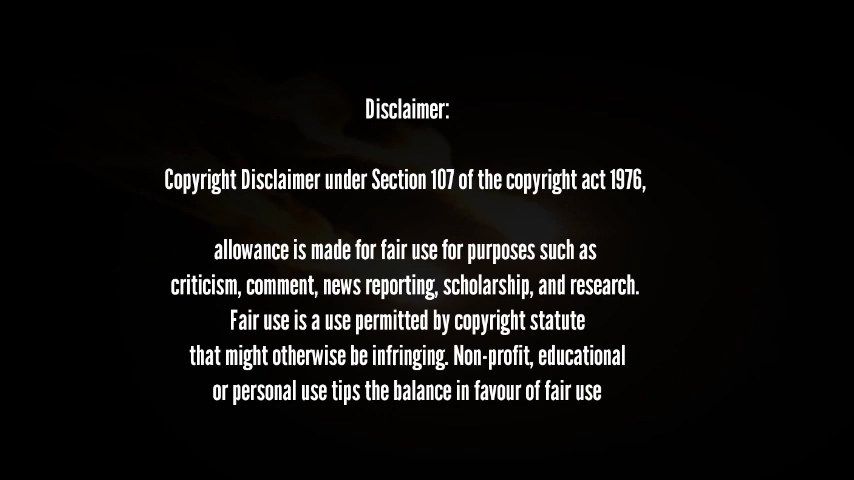 Disclaimer:
Copyright Disclaimer under Section 107 of the copyright act 1976,
allowance is made for fair use for purposes such as
criticism, comment, news reporting, scholarship, and research.
Fair use is a use permitted by copyright statute
that might otherwise be infringing. Non-profit, educational
or personal use tips the balance in favour of fair use